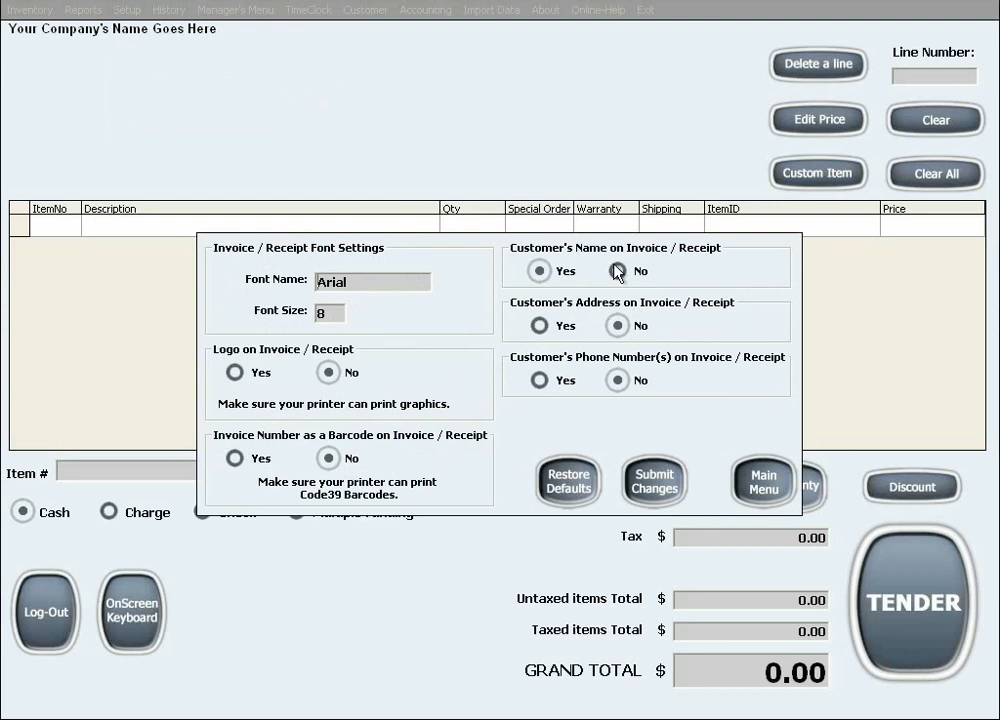 Inventory Reports Setup History Manager's Menu TimeClock Customer Accounting Import Data About Online-Help Exit
Your Company's Name Goes Here
Delete a line
Line Number:
Edit Price
Clear
Custom Item
Clear All
ItemNo Description Qty Special Order Warranty Shipping ItemID Price
Invoice / Receipt Font Settings
Font Name: Arial
Font Size: 8
Logo on Invoice / Receipt
Yes No
Make sure your printer can print graphics.
Invoice Number as a Barcode on Invoice / Receipt
Yes No
Make sure your printer can print
Code39 Barcodes.
Customer's Name on Invoice / Receipt
Yes No
Customer's Address on Invoice / Receipt
Yes No
Customer's Phone Number(s) on Invoice / Receipt
Yes No
Restore
Defaults
Submit
Changes
Main
Menu
Item #
nty
Discount
Cash Charge
Tax $ 0.00
Log-Out
OnScreen
Keyboard
Untaxed items Total $ 0.00
Taxed items Total $ 0.00
GRAND TOTAL $ 0.00
TENDER